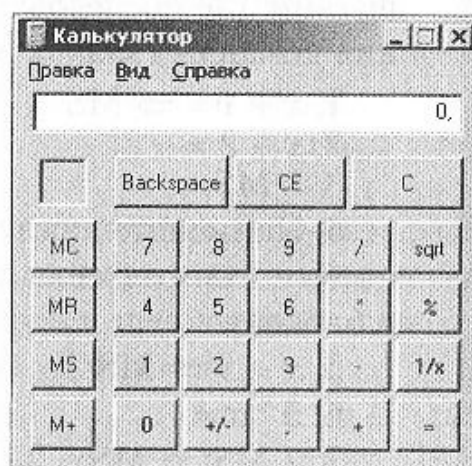 Калькулятор
Правка Вид Справка
0,
Backspace CE C
MC 7 8 9 / sqrt
MR 4 5 6 * %
MS 1 2 3 - 1/x
M+ 0 +/- , + =